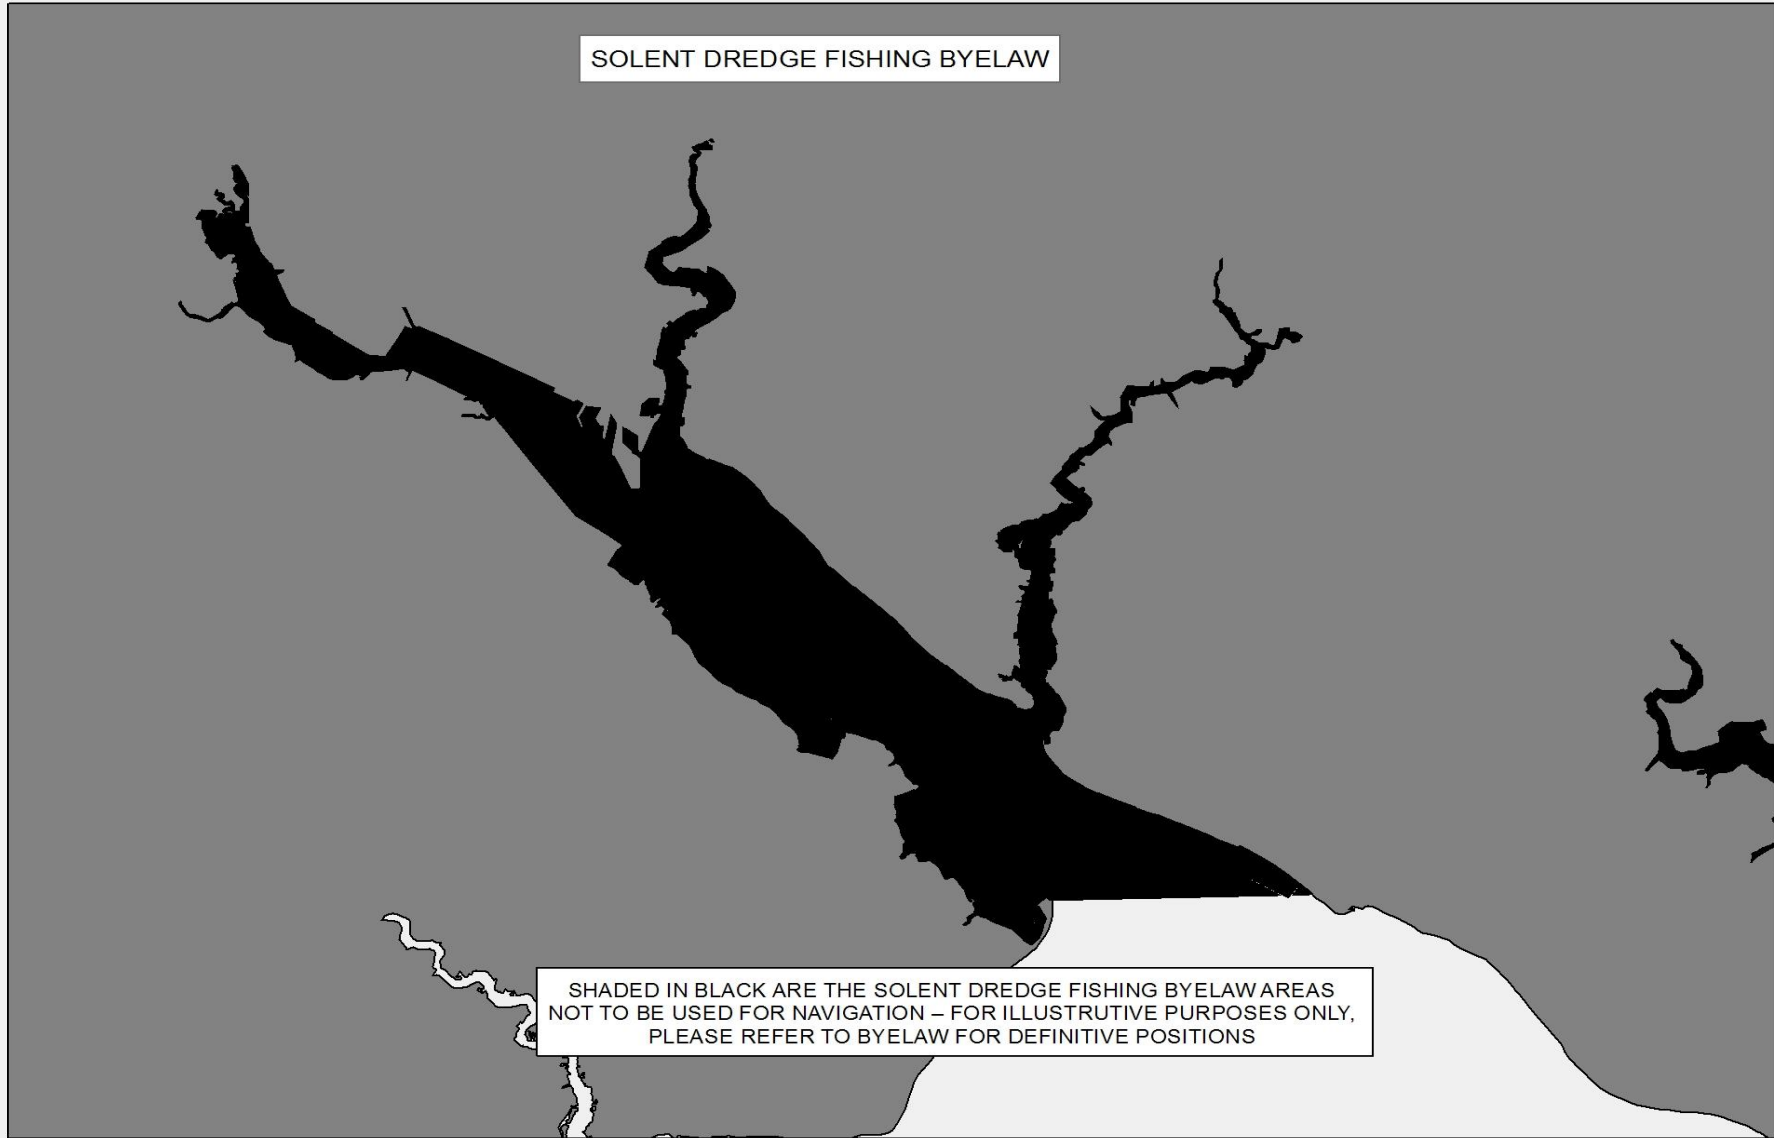 SOLENT DREDGE FISHING BYELAW
SHADED IN BLACK ARE THE SOLENT DREDGE FISHING BYELAW AREAS
NOT TO BE USED FOR NAVIGATION – FOR ILLUSTRUTIVE PURPOSES ONLY,
PLEASE REFER TO BYELAW FOR DEFINITIVE POSITIONS